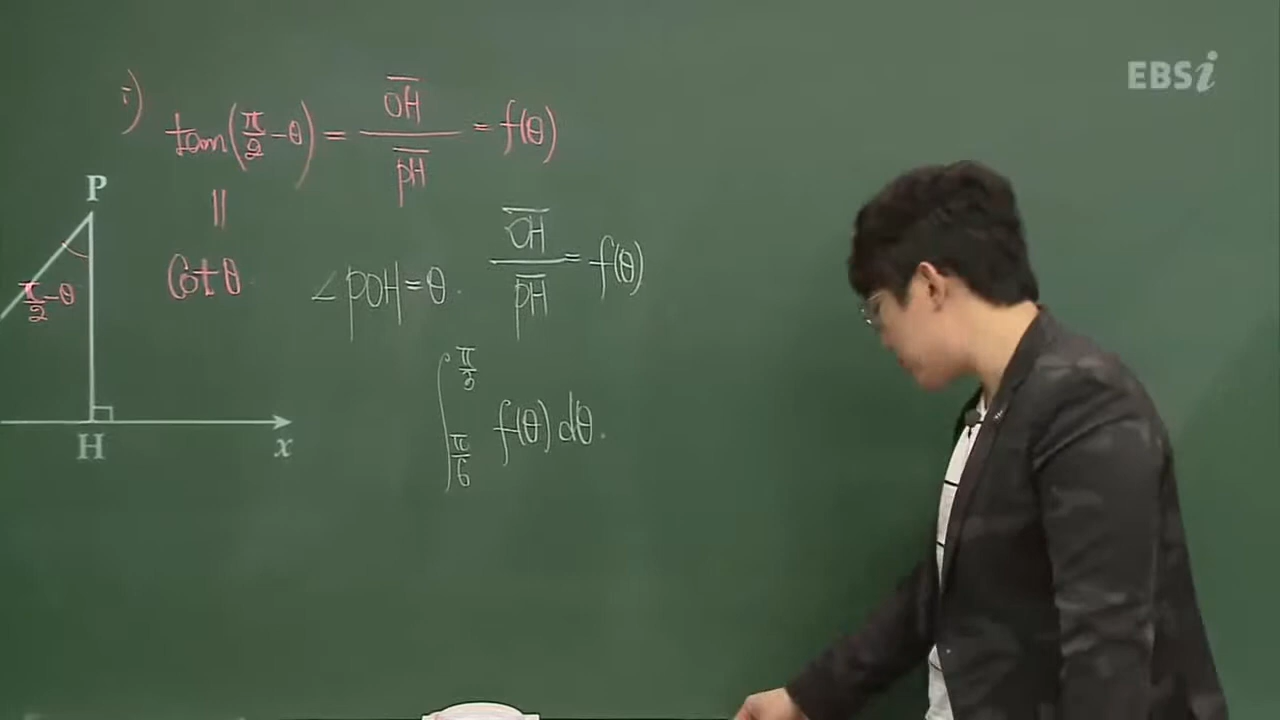 EBSi
i)
tan(π/2-θ) = OH/PH = f(θ)
||
cot θ
P
π/2-θ
H
x
∠POH=θ. OH/PH = f(θ)
∫_{π/6}^{π/3} f(θ)dθ.